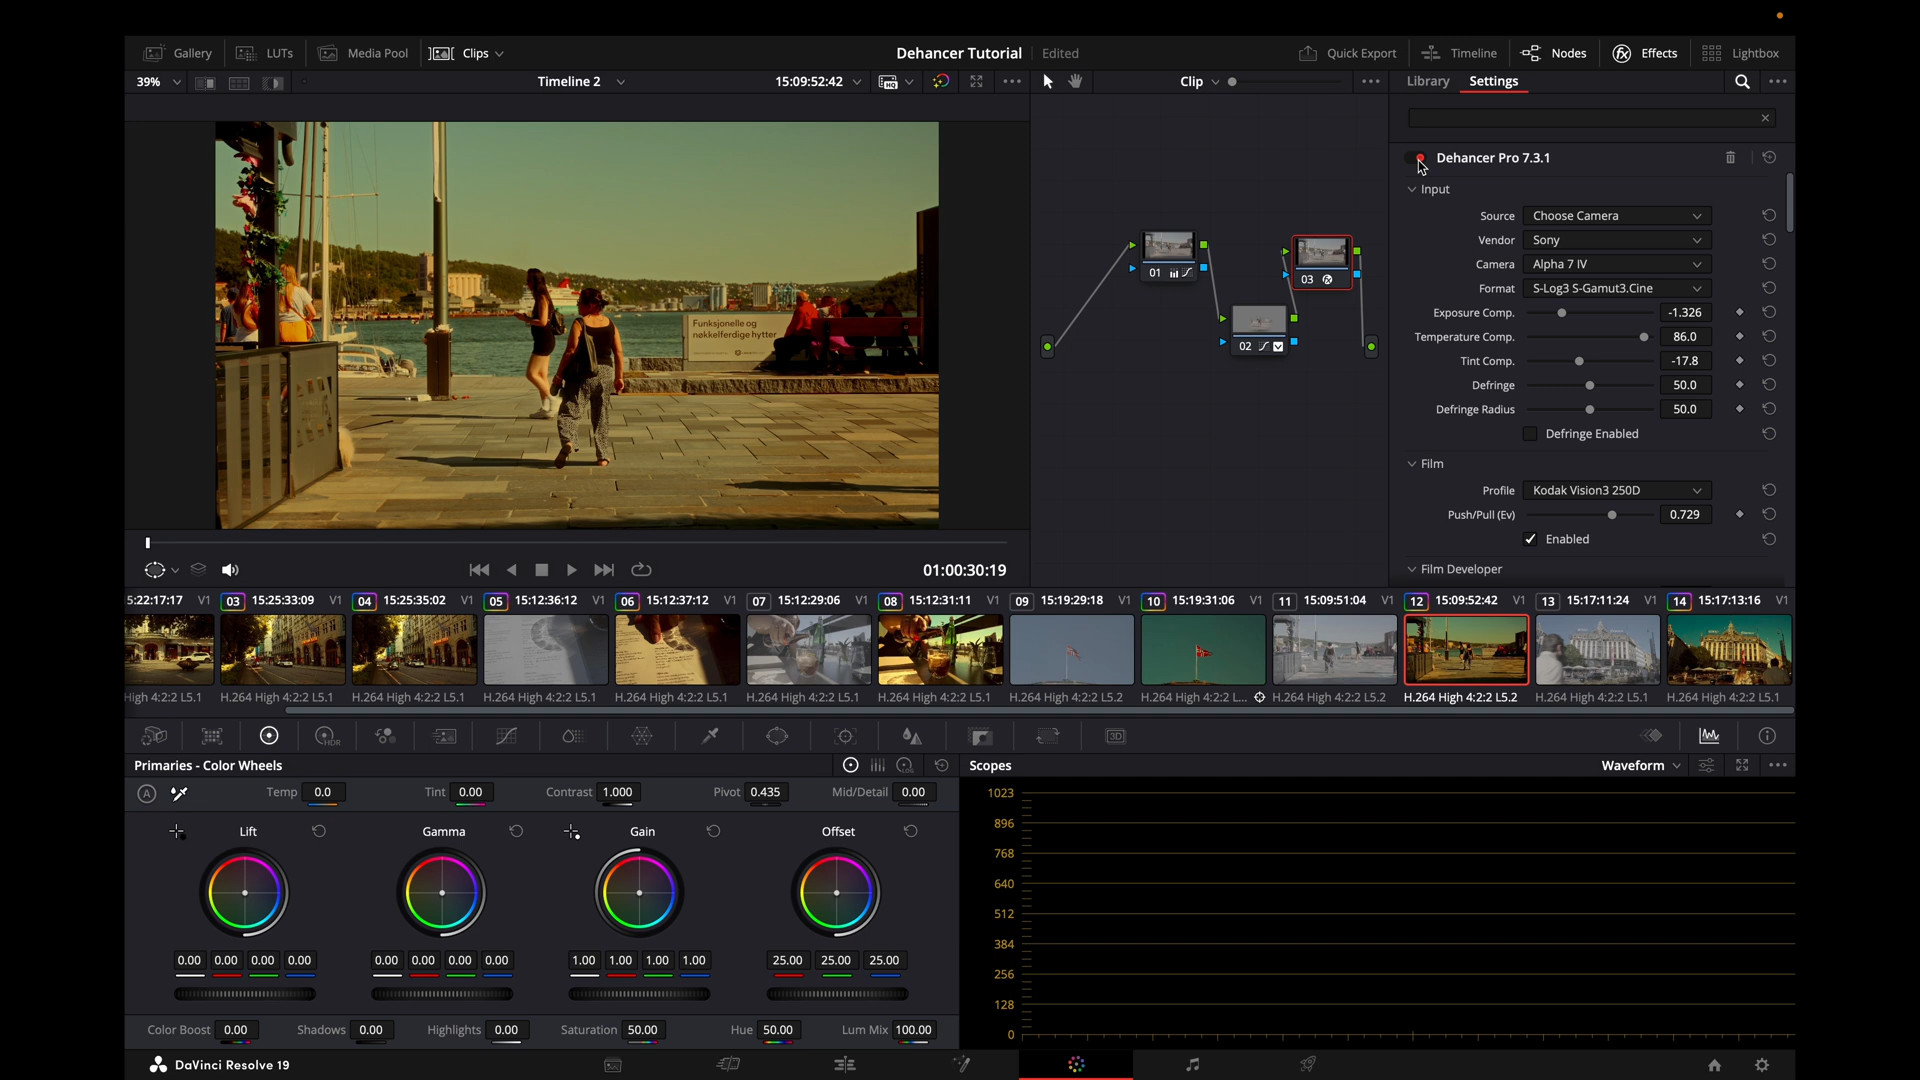 Gallery
LUTs
Media Pool
Clips
Dehancer Tutorial
Edited
Quick Export
Timeline
Nodes
Effects
Lightbox
39%
Timeline 2
15:09:52:42
Clip
Library
Settings
Funksjonelle og
nøkkelferdige hytter
01
02
03
Dehancer Pro 7.3.1
Input
Source Choose Camera
Vendor Sony
Camera Alpha 7 IV
Format S-Log3 S-Gamut3.Cine
Exposure Comp. -1.326
Temperature Comp. 86.0
Tint Comp. -17.8
Defringe 50.0
Defringe Radius 50.0
Defringe Enabled
Film
Profile Kodak Vision3 250D
Push/Pull (Ev) 0.729
Enabled
Film Developer
01:00:30:19
5:22:17:17 V1 03 15:25:33:09 V1 04 15:25:35:02 V1 05 15:12:36:12 V1 06 15:12:37:12 V1 07 15:12:29:06 V1 08 15:12:31:11 V1 09 15:19:29:18 V1 10 15:19:31:06 V1 11 15:09:51:04 V1 12 15:09:52:42 V1 13 15:17:11:24 V1 14 15:17:13:16 V1
High 4:2:2 L5.1 H.264 High 4:2:2 L5.1 H.264 High 4:2:2 L5.1 H.264 High 4:2:2 L5.1 H.264 High 4:2:2 L5.1 H.264 High 4:2:2 L5.1 H.264 High 4:2:2 L5.1 H.264 High 4:2:2 L5.2 H.264 High 4:2:2 L... H.264 High 4:2:2 L5.2 H.264 High 4:2:2 L5.2 H.264 High 4:2:2 L5.1 H.264 High 4:2:2 L5.1
HDR
3D
Primaries - Color Wheels
LOG
Scopes
Waveform
A
Temp 0.0 Tint 0.00 Contrast 1.000 Pivot 0.435 Mid/Detail 0.00
Lift Gamma Gain Offset
0.00 0.00 0.00 0.00 0.00 0.00 0.00 0.00 1.00 1.00 1.00 1.00 25.00 25.00 25.00
Color Boost 0.00 Shadows 0.00 Highlights 0.00 Saturation 50.00 Hue 50.00 Lum Mix 100.00
1023
896
768
640
512
384
256
128
0
DaVinci Resolve 19